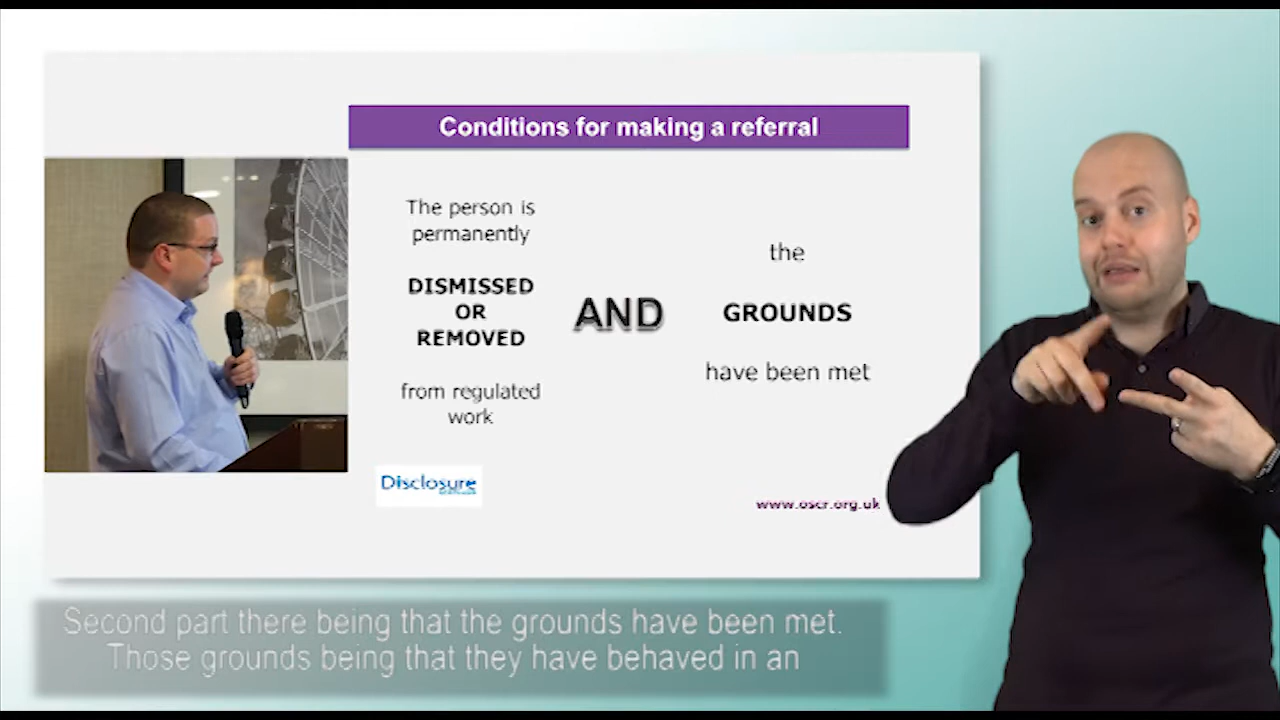 Conditions for making a referral
The person is
permanently
DISMISSED
OR
REMOVED
from regulated
work
AND
the
GROUNDS
have been met
Disclosure
www.oscr.org.uk
Second part there being that the grounds have been met.
Those grounds being that they have behaved in an